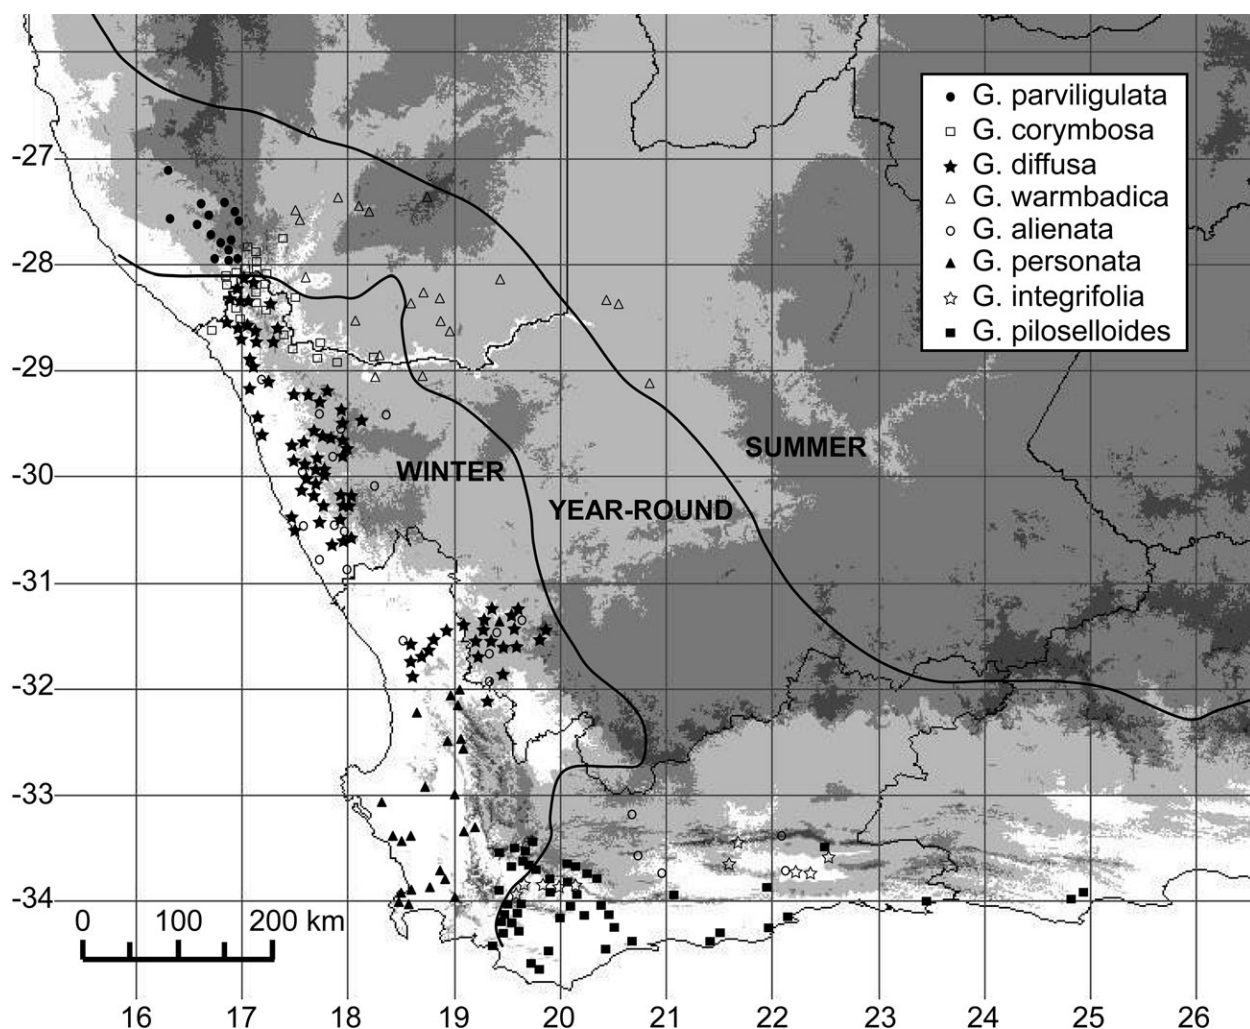 G. parviligulata
G. corymbosa
G. diffusa
G. warmbadica
G. alienata
G. personata
G. integrifolia
G. piloselloides
-27
-28
-29
-30
-31
-32
-33
-34
WINTER
SUMMER
YEAR-ROUND
0 100 200 km
16 17 18 19 20 21 22 23 24 25 26